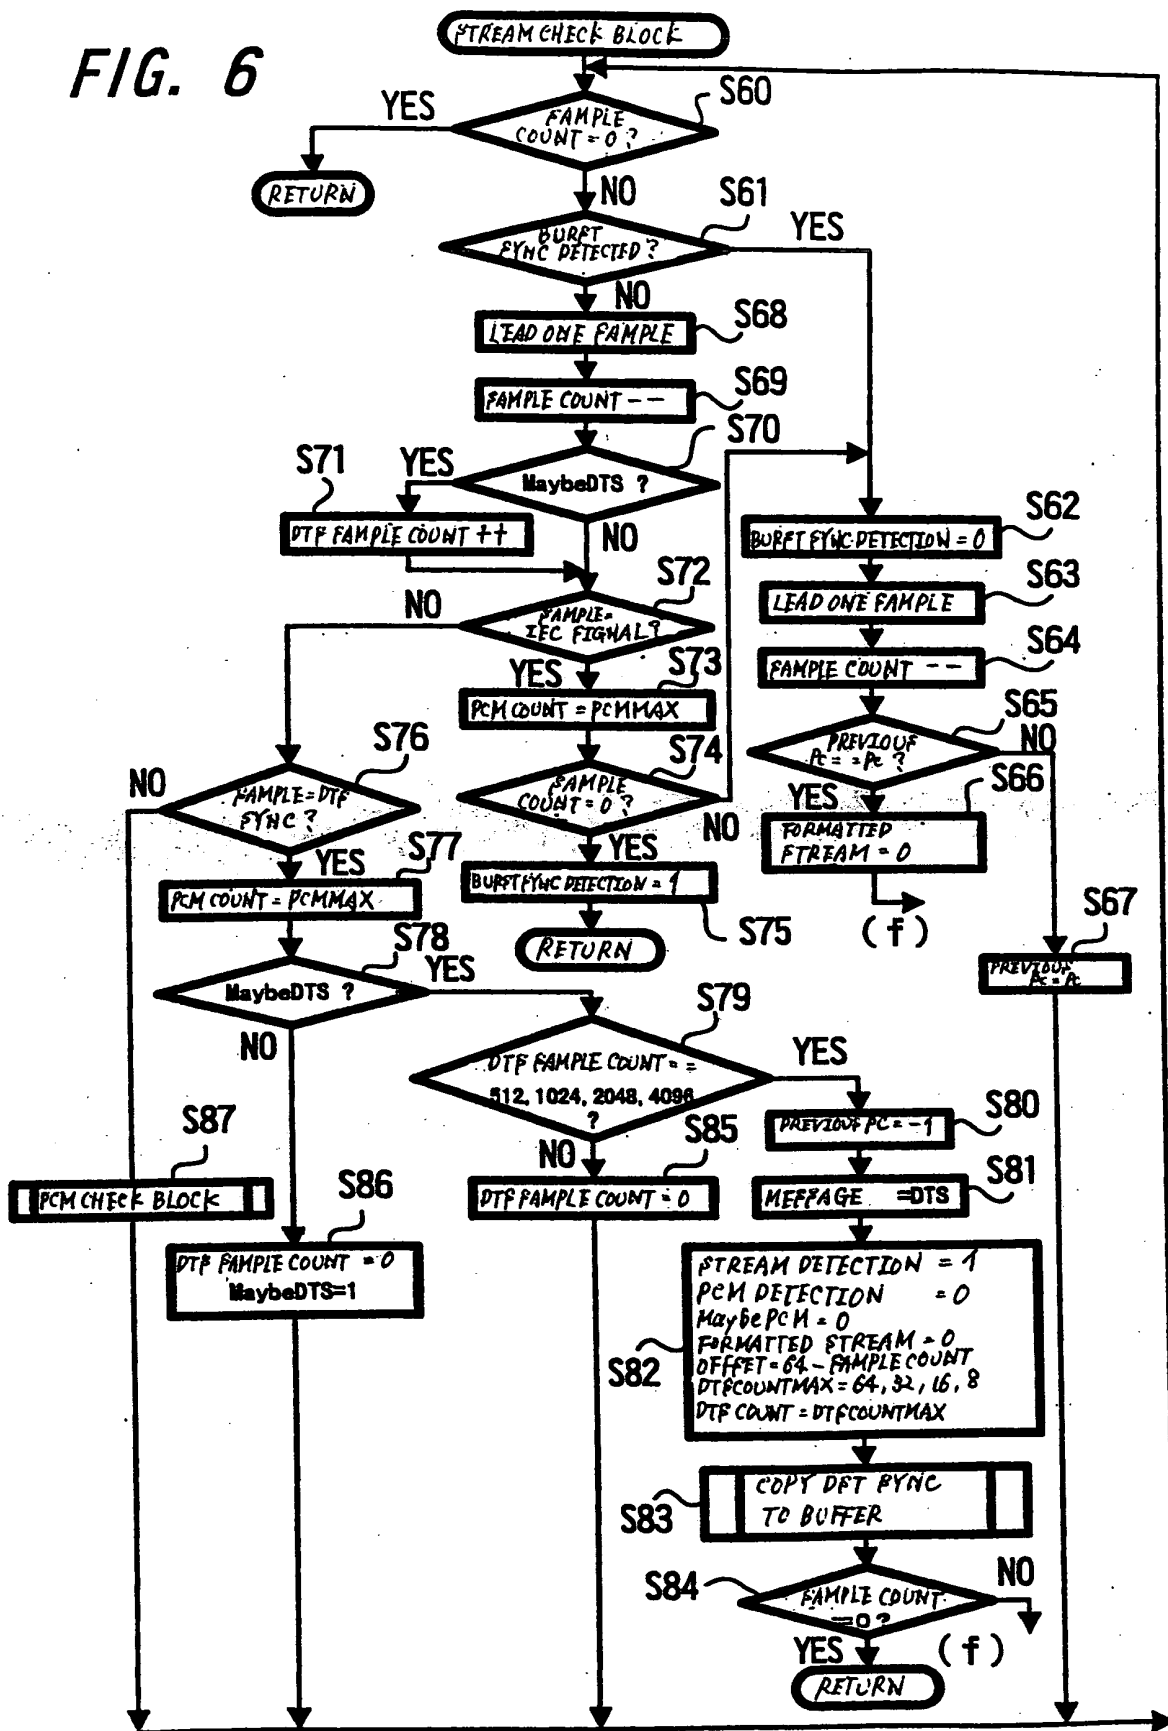 FIG. 6
STREAM CHECK BLOCK
S60
SAMPLE
COUNT = 0 ?
YES
RETURN
NO
S61
BURST
SYNC DETECTED ?
YES
NO
S68
LEAD ONE SAMPLE
S69
SAMPLE COUNT --
S70
MaybeDTS ?
YES
S71
DTS SAMPLE COUNT ++
NO
S72
SAMPLE=
IEC SIGNAL?
NO
YES
S73
PCM COUNT = PCMMAX
S74
SAMPLE
COUNT = 0 ?
NO
YES
BURST SYNC DETECTION = 1
S75
RETURN
S62
BURST SYNC DETECTION = 0
S63
LEAD ONE SAMPLE
S64
SAMPLE COUNT --
S65
PREVIOUS
Pc = = Pc ?
NO
YES
S66
FORMATTED
STREAM = 0
(f)
S67
PREVIOUS
Pc = Pc
S76
SAMPLE=DTS
SYNC ?
NO
YES
S77
PCM COUNT = PCMMAX
S78
MaybeDTS ?
YES
NO
S79
DTS SAMPLE COUNT = =
512, 1024, 2048, 4096
?
YES
S80
PREVIOUS PC = -1
NO
S85
DTS SAMPLE COUNT = 0
S81
MESSAGE =DTS
S87
PCM CHECK BLOCK
S86
DTS SAMPLE COUNT = 0
MaybeDTS=1
S82
STREAM DETECTION = 1
PCM DETECTION = 0
MaybePCM = 0
FORMATTED STREAM = 0
OFFSET = 64 - SAMPLE COUNT
DTSCOUNTMAX = 64, 32, 16, 8
DTS COUNT = DTSCOUNTMAX
S83
COPY DST SYNC
TO BUFFER
S84
SAMPLE COUNT
==0 ?
NO
(f)
YES
RETURN